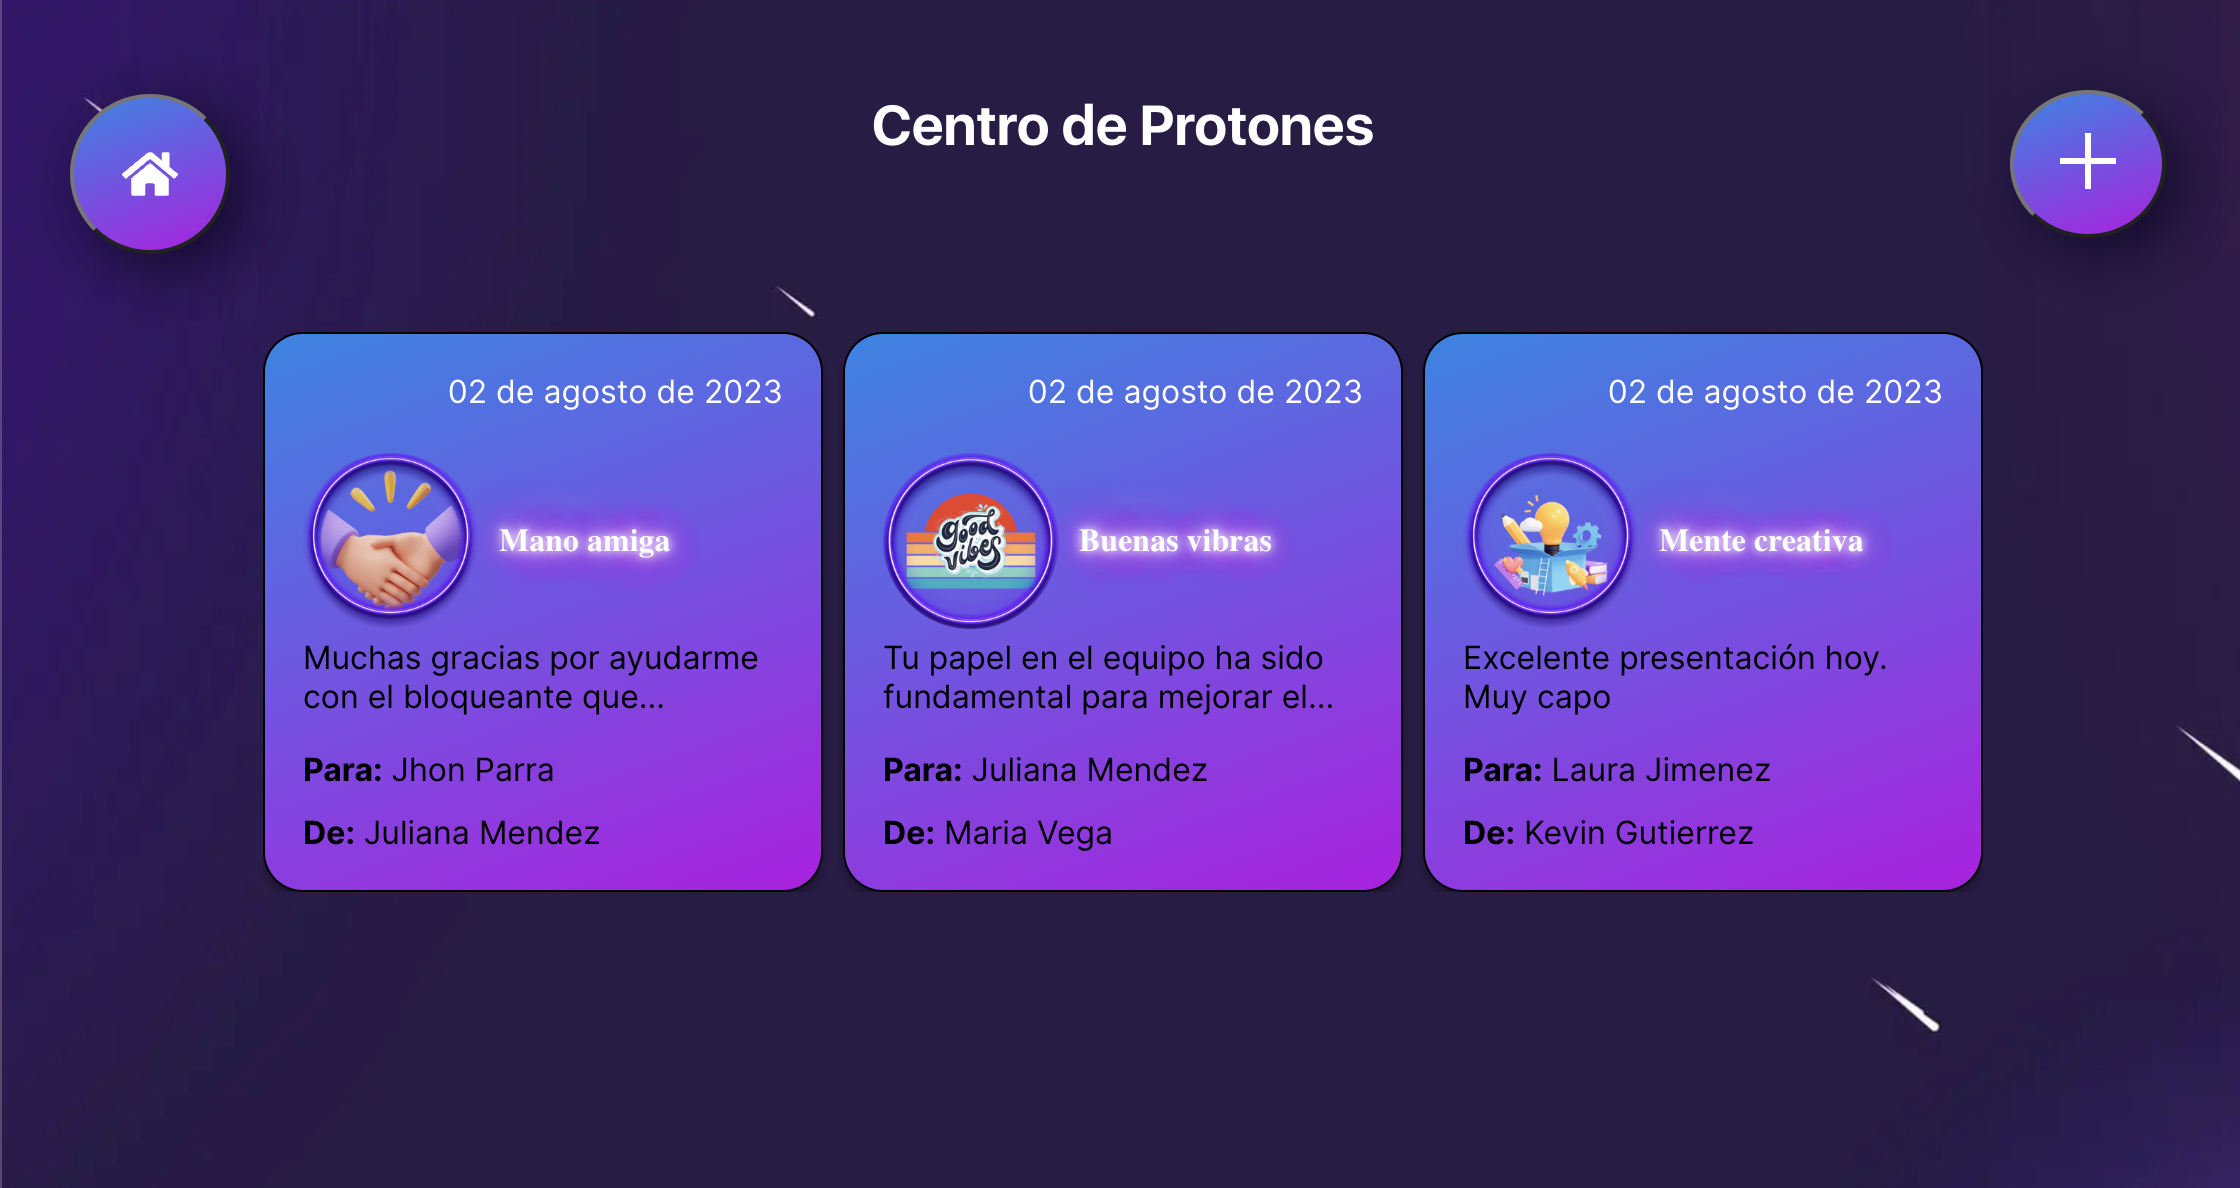 Centro de Protones
02 de agosto de 2023
good
vibes
Mano amiga
Muchas gracias por ayudarme
con el bloqueante que...
Para: Jhon Parra
De: Juliana Mendez
02 de agosto de 2023
Buenas vibras
Tu papel en el equipo ha sido
fundamental para mejorar el...
Para: Juliana Mendez
De: Maria Vega
02 de agosto de 2023
Mente creativa
Excelente presentación hoy.
Muy capo
Para: Laura Jimenez
De: Kevin Gutierrez